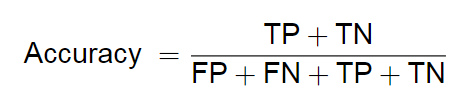 Accuracy = TP + TN
FP + FN + TP + TN